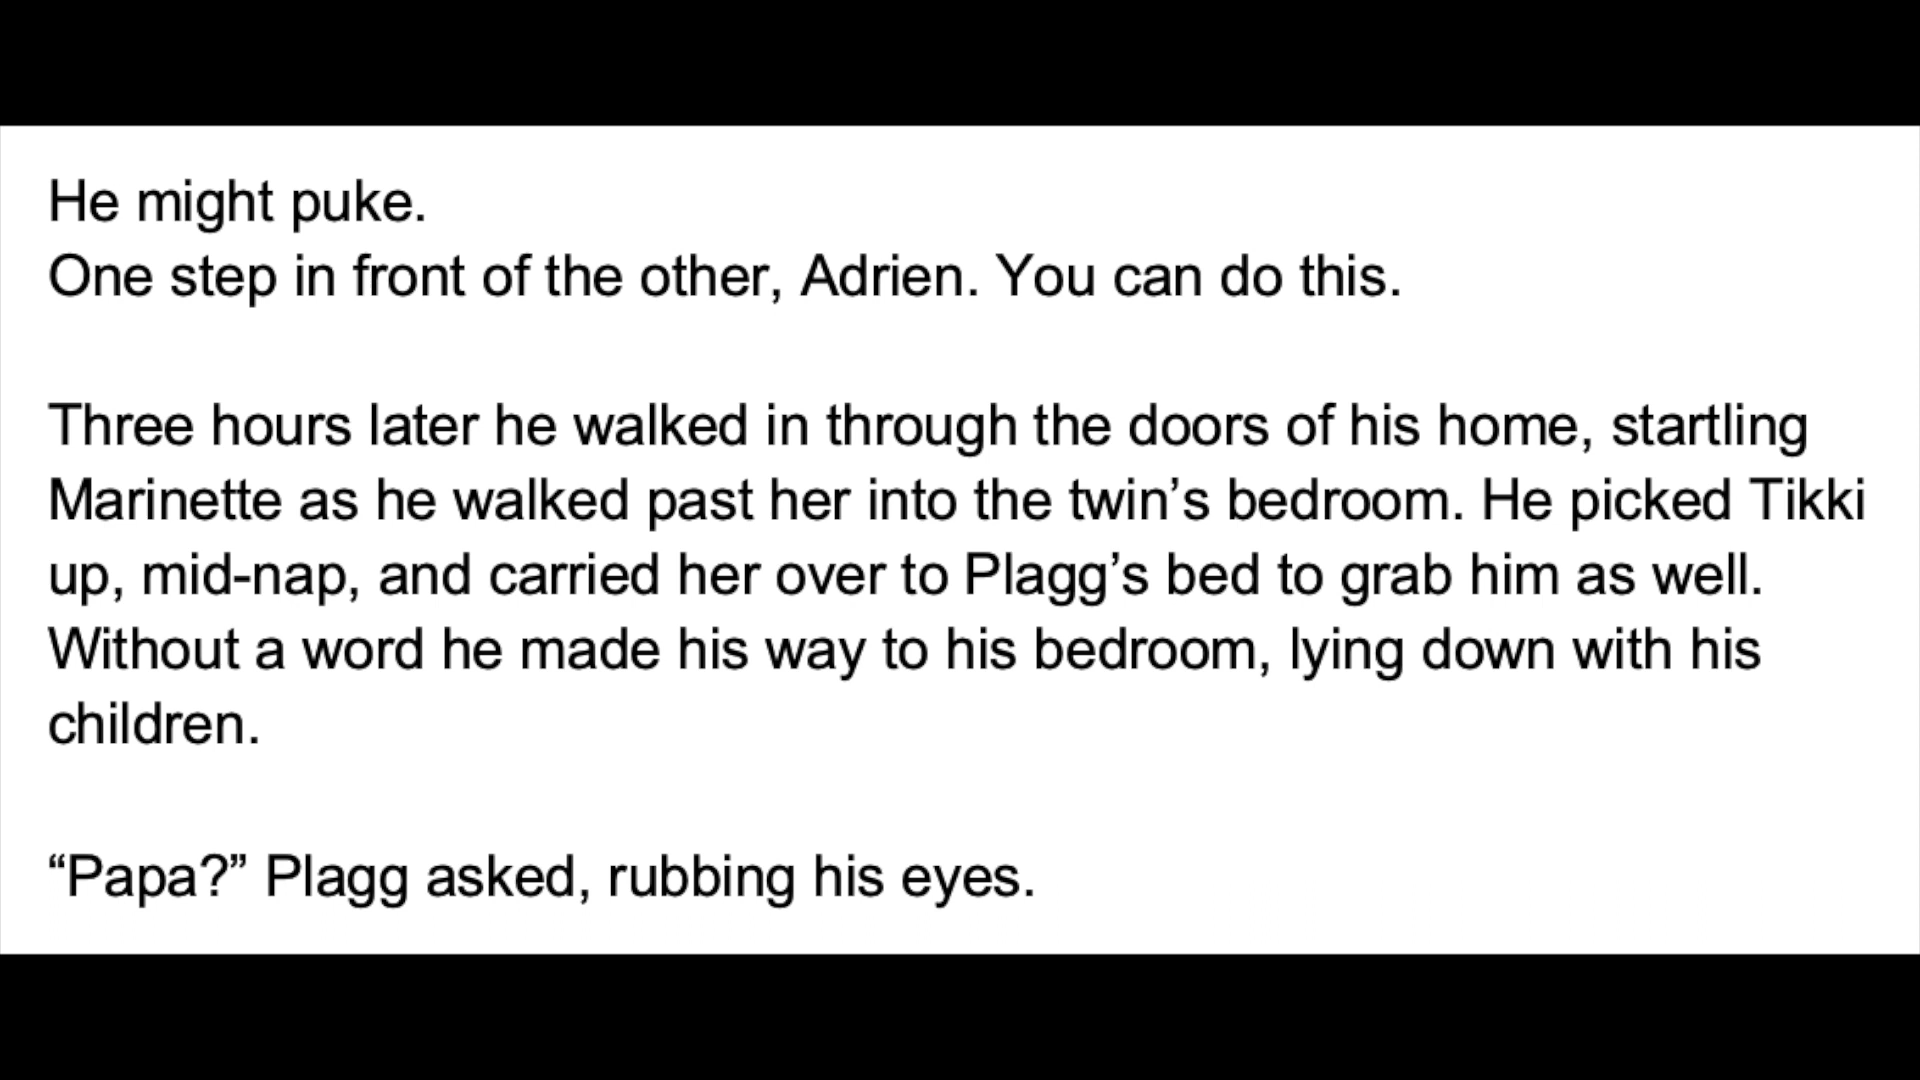 He might puke.
One step in front of the other, Adrien. You can do this.
Three hours later he walked in through the doors of his home, startling
Marinette as he walked past her into the twin’s bedroom. He picked Tikki
up, mid-nap, and carried her over to Plagg’s bed to grab him as well.
Without a word he made his way to his bedroom, lying down with his
children.
“Papa?” Plagg asked, rubbing his eyes.